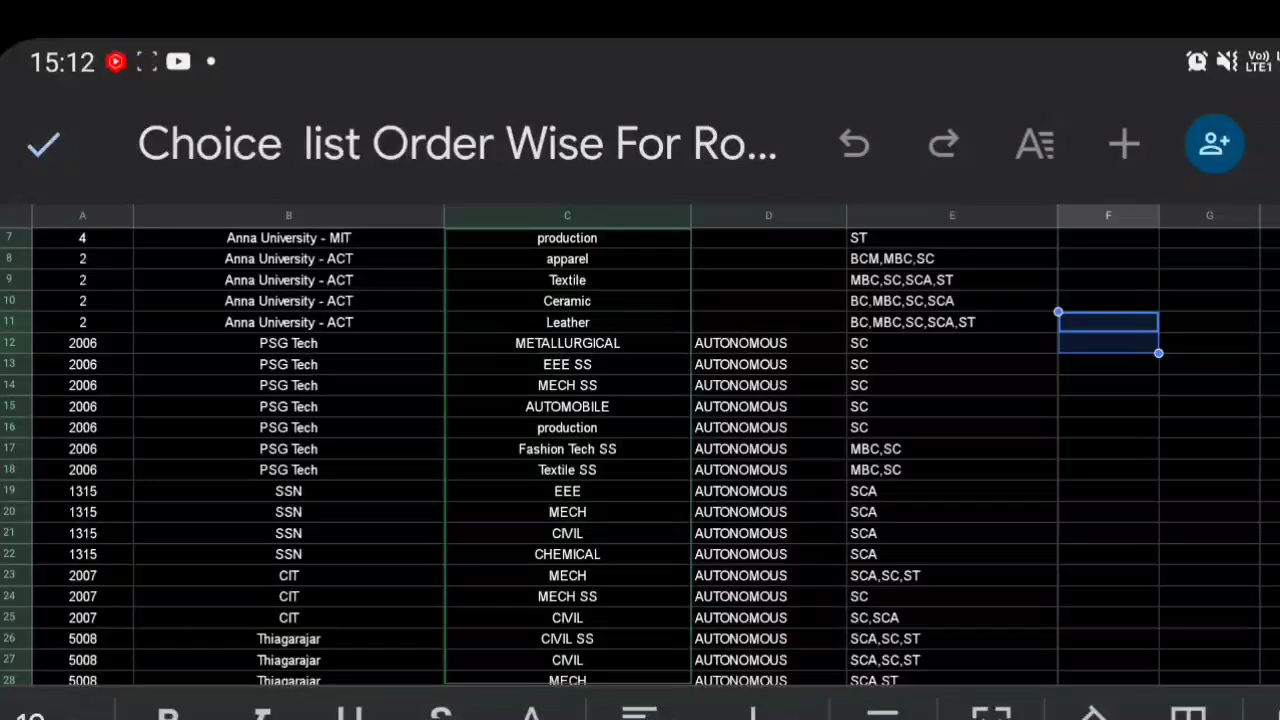 15:12 Vo)) LTE1
Choice list Order Wise For Ro...
A B C D E F G
7 4 Anna University - MIT production ST
8 2 Anna University - ACT apparel BCM,MBC,SC
9 2 Anna University - ACT Textile MBC,SC,SCA,ST
10 2 Anna University - ACT Ceramic BC,MBC,SC,SCA
11 2 Anna University - ACT Leather BC,MBC,SC,SCA,ST
12 2006 PSG Tech METALLURGICAL AUTONOMOUS SC
13 2006 PSG Tech EEE SS AUTONOMOUS SC
14 2006 PSG Tech MECH SS AUTONOMOUS SC
15 2006 PSG Tech AUTOMOBILE AUTONOMOUS SC
16 2006 PSG Tech production AUTONOMOUS SC
17 2006 PSG Tech Fashion Tech SS AUTONOMOUS MBC,SC
18 2006 PSG Tech Textile SS AUTONOMOUS MBC,SC
19 1315 SSN EEE AUTONOMOUS SCA
20 1315 SSN MECH AUTONOMOUS SCA
21 1315 SSN CIVIL AUTONOMOUS SCA
22 1315 SSN CHEMICAL AUTONOMOUS SCA
23 2007 CIT MECH AUTONOMOUS SCA,SC,ST
24 2007 CIT MECH SS AUTONOMOUS SC
25 2007 CIT CIVIL AUTONOMOUS SC,SCA
26 5008 Thiagarajar CIVIL SS AUTONOMOUS SCA,SC,ST
27 5008 Thiagarajar CIVIL AUTONOMOUS SCA,SC,ST
28 5008 Thiagarajar MECH AUTONOMOUS SCA,ST